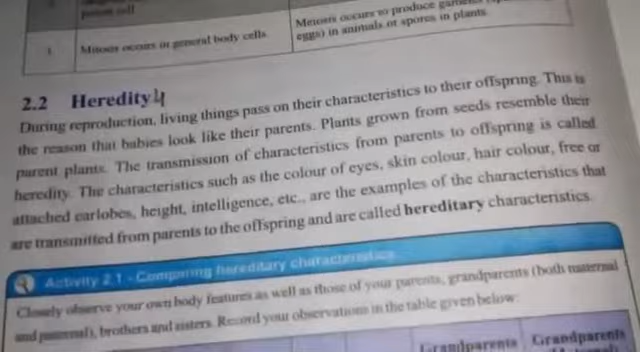 parent cell
1. Mitosis occurs in general body cells.
Meiosis occurs to produce
eggs) in animals or spores in plants.
2.2 Heredity
During reproduction, living things pass on their characteristics to their offspring. This is
the reason that babies look like their parents. Plants grown from seeds resemble their
parent plants. The transmission of characteristics from parents to offspring is called
heredity. The characteristics such as the colour of eyes, skin colour, hair colour, free or
attached earlobes, height, intelligence, etc., are the examples of the characteristics that
are transmitted from parents to the offspring and are called hereditary characteristics.
Activity 2.1 - Comparing hereditary characteristics
Closely observe your own body features as well as those of your parents, grandparents (both maternal
and paternal), brothers and sisters. Record your observations in the table given below:
Grandparents Grandparents